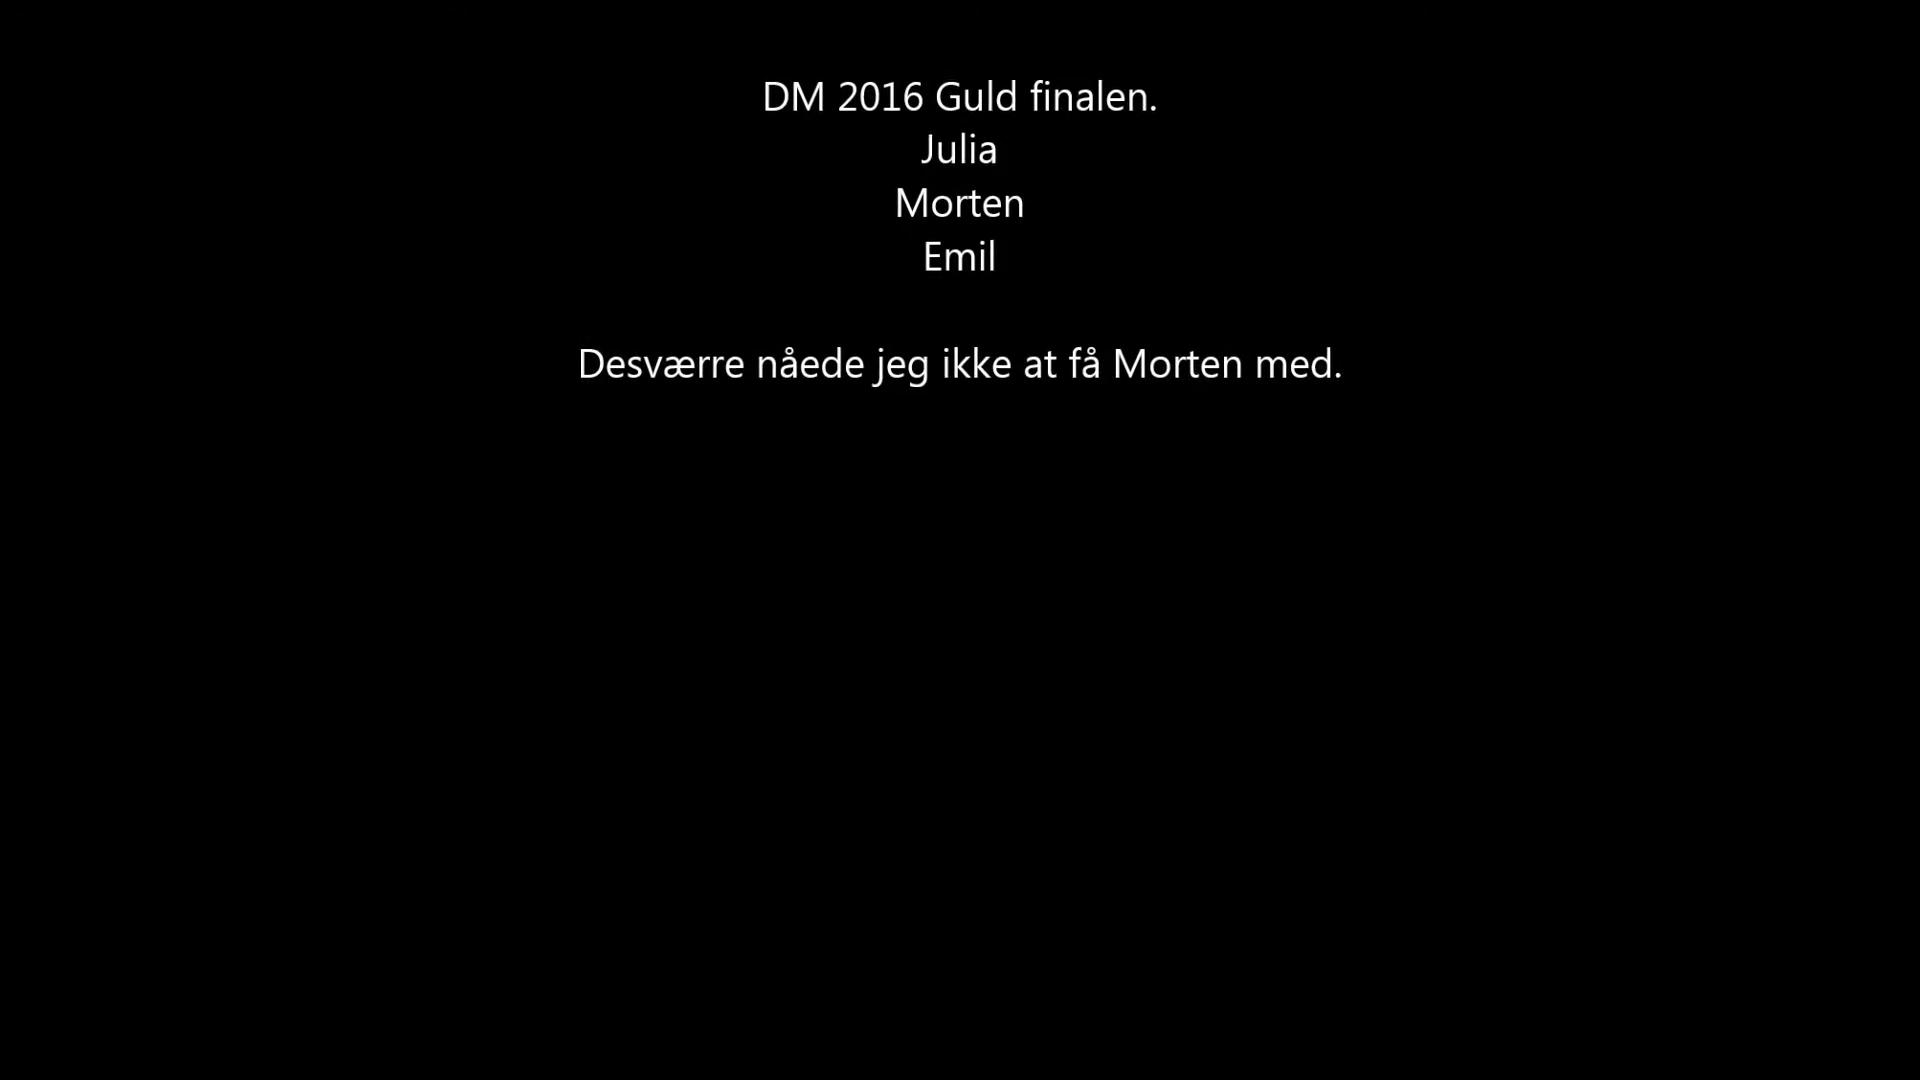 DM 2016 Guld finalen.
Julia
Morten
Emil
Desværre nåede jeg ikke at få Morten med.